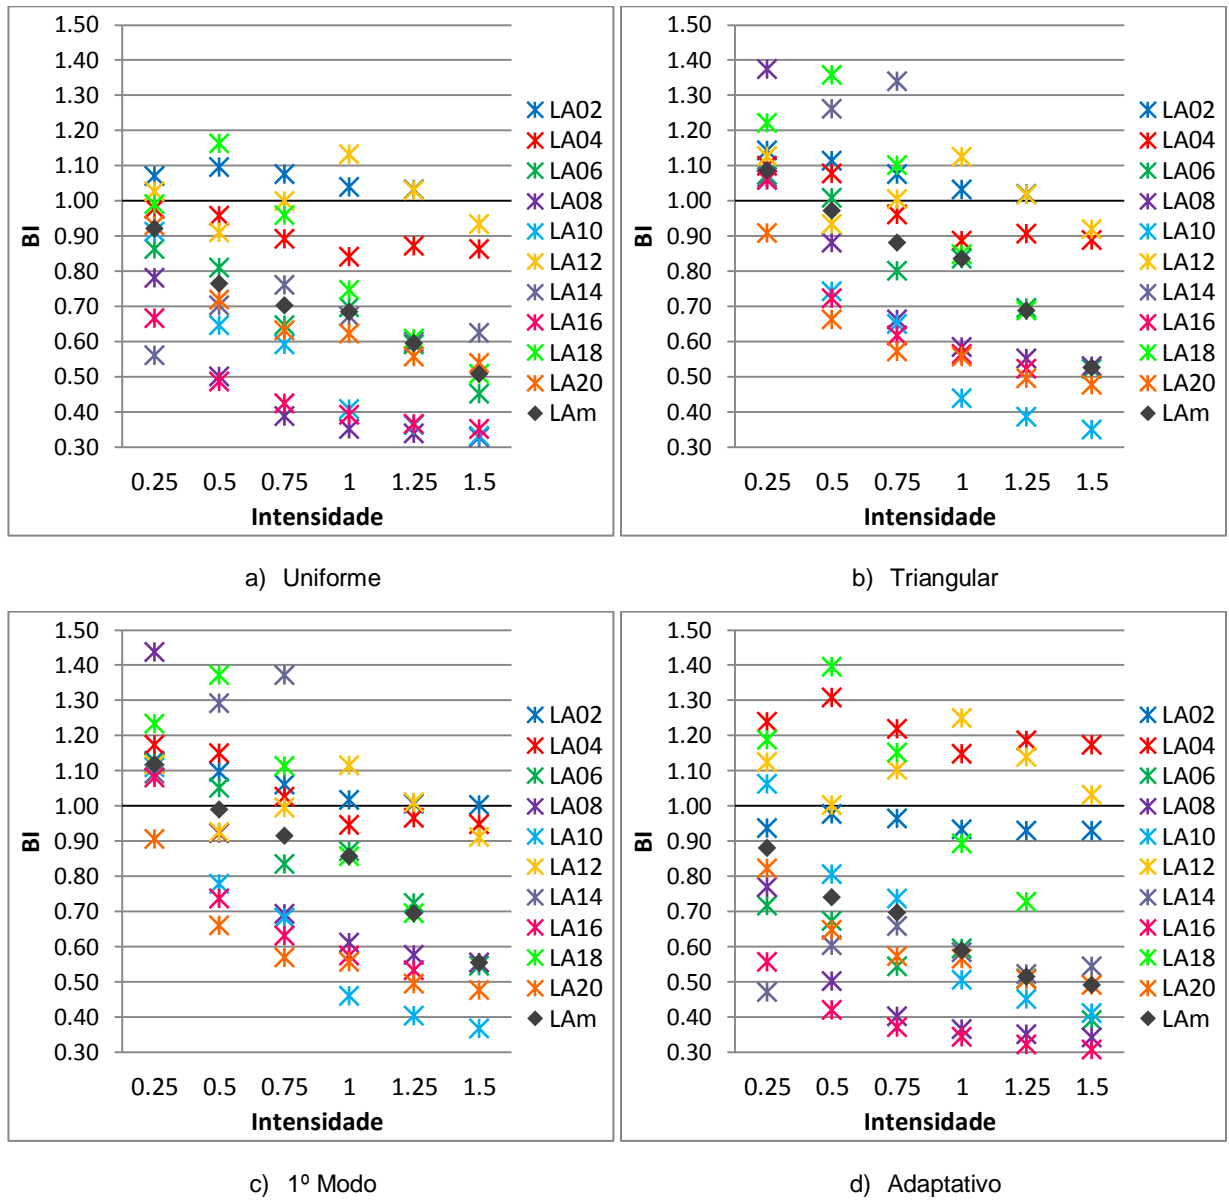 1.50
1.40
1.30
1.20
1.10
1.00
0.90
0.80
0.70
0.60
0.50
0.40
0.30
BI
0.25 0.5 0.75 1 1.25 1.5
Intensidade
LA02
LA04
LA06
LA08
LA10
LA12
LA14
LA16
LA18
LA20
LAm
a) Uniforme
1.50
1.40
1.30
1.20
1.10
1.00
0.90
0.80
0.70
0.60
0.50
0.40
0.30
BI
0.25 0.5 0.75 1 1.25 1.5
Intensidade
LA02
LA04
LA06
LA08
LA10
LA12
LA14
LA16
LA18
LA20
LAm
b) Triangular
1.50
1.40
1.30
1.20
1.10
1.00
0.90
0.80
0.70
0.60
0.50
0.40
0.30
BI
0.25 0.5 0.75 1 1.25 1.5
Intensidade
LA02
LA04
LA06
LA08
LA10
LA12
LA14
LA16
LA18
LA20
LAm
c) 1º Modo
1.50
1.40
1.30
1.20
1.10
1.00
0.90
0.80
0.70
0.60
0.50
0.40
0.30
BI
0.25 0.5 0.75 1 1.25 1.5
Intensidade
LA02
LA04
LA06
LA08
LA10
LA12
LA14
LA16
LA18
LA20
LAm
d) Adaptativo